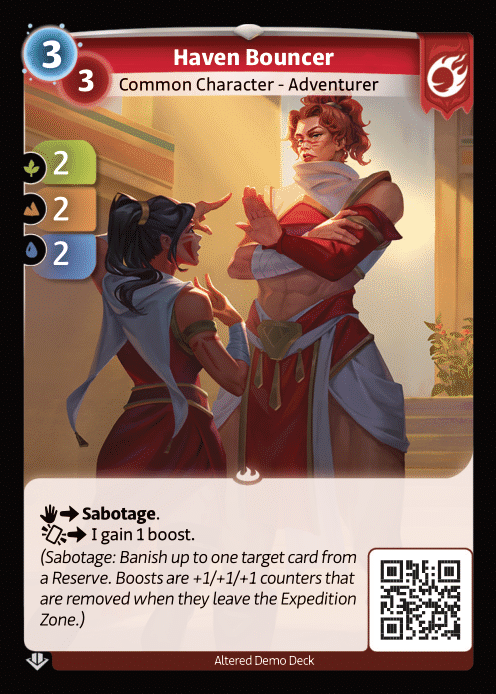 3
3
Haven Bouncer
Common Character - Adventurer
2
2
2
Sabotage.
I gain 1 boost.
(Sabotage: Banish up to one target card from
a Reserve. Boosts are +1/+1/+1 counters that
are removed when they leave the Expedition
Zone.)
Altered Demo Deck